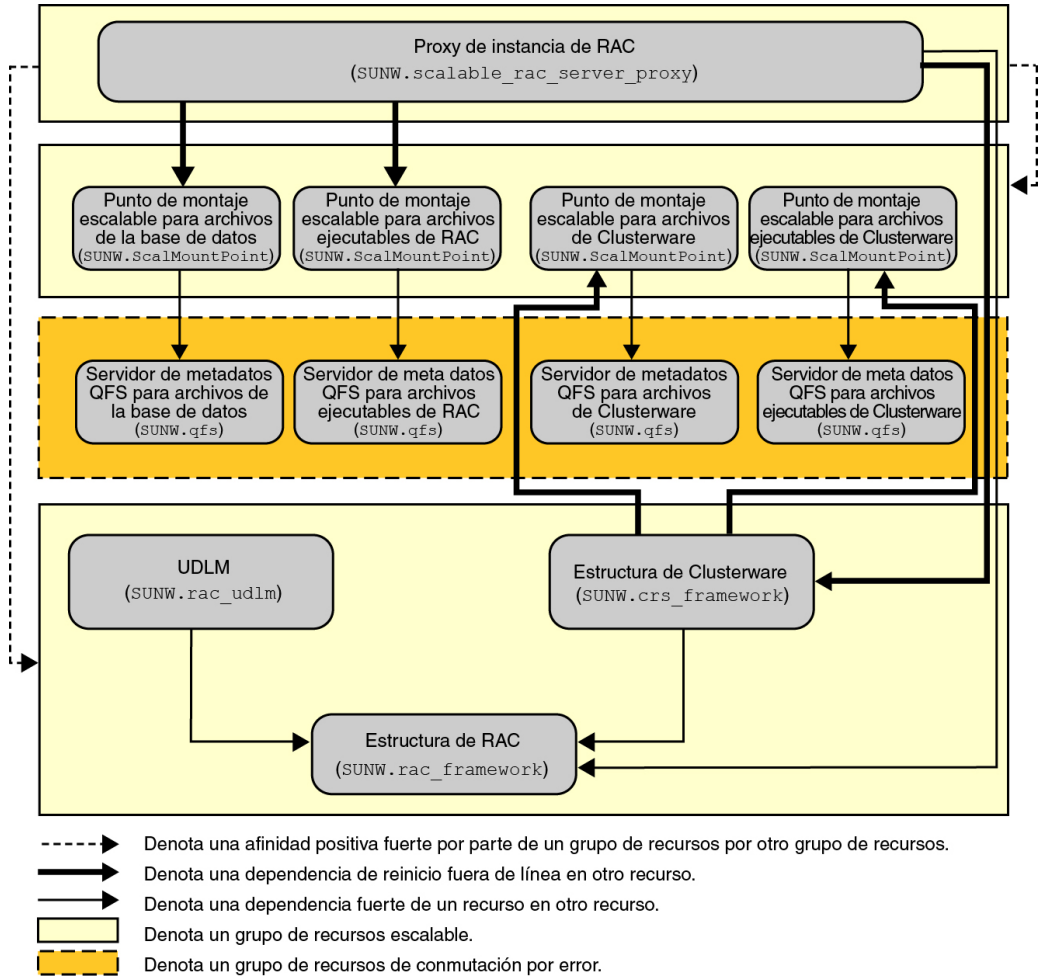 Proxy de instancia de RAC
(SUNW.scalable_rac_server_proxy)
Punto de montaje
escalable para archivos
de la base de datos
(SUNW.ScalMountPoint)
Punto de montaje
escalable para archivos
ejecutables de RAC
(SUNW.ScalMountPoint)
Punto de montaje
escalable para archivos
de Clusterware
(SUNW.ScalMountPoint)
Punto de montaje
escalable para archivos
ejecutables de Clusterware
(SUNW.ScalMountPoint)
Servidor de metadatos
QFS para archivos de
la base de datos
(SUNW.qfs)
Servidor de meta datos
QFS para archivos
ejecutables de RAC
(SUNW.qfs)
Servidor de metadatos
QFS para archivos
de Clusterware
(SUNW.qfs)
Servidor de meta datos
QFS para archivos
ejecutables de Clusterware
(SUNW.qfs)
UDLM
(SUNW.rac_udlm)
Estructura de Clusterware
(SUNW.crs_framework)
Estructura de RAC
(SUNW.rac_framework)
Denota una afinidad positiva fuerte por parte de un grupo de recursos por otro grupo de recursos.
Denota una dependencia de reinicio fuera de línea en otro recurso.
Denota una dependencia fuerte de un recurso en otro recurso.
Denota un grupo de recursos escalable.
Denota un grupo de recursos de conmutación por error.